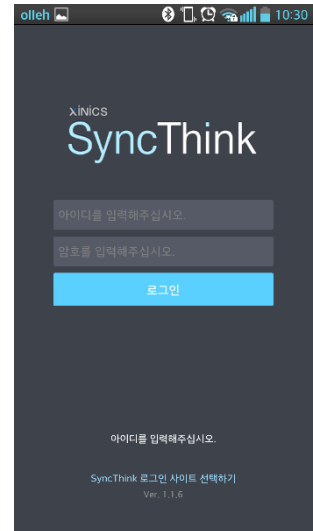 olleh 10:30
XINICS
SyncThink
아이디를 입력해주십시오.
암호를 입력해주십시오.
로그인
아이디를 입력해주십시오.
SyncThink 로그인 사이트 선택하기
Ver. 1.1.6